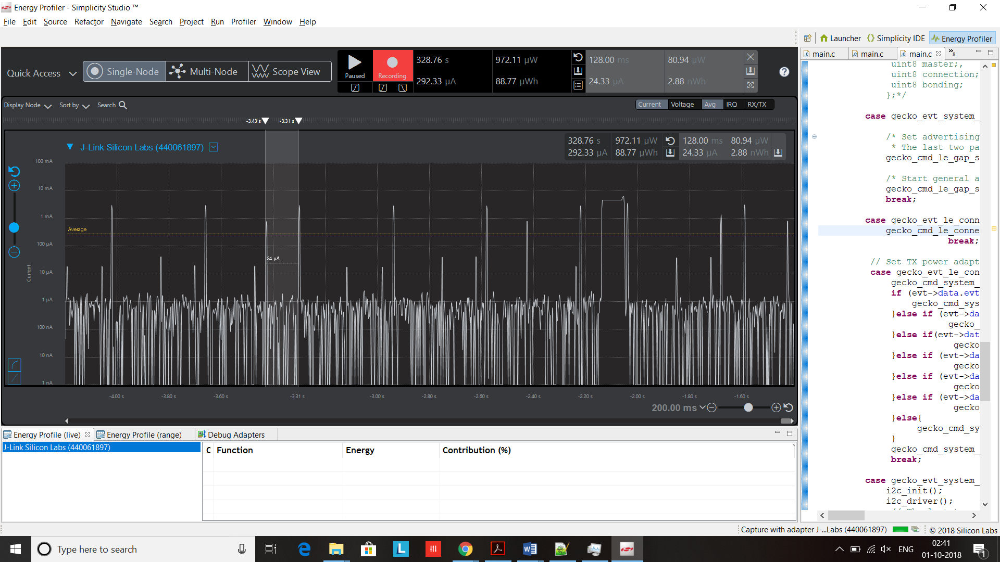 Energy Profiler - Simplicity Studio ™
File Edit Source Refactor Navigate Search Project Run Profiler Window Help
Launcher Simplicity IDE Energy Profiler
Quick Access Single-Node Multi-Node Scope View
Paused Recording
328.76 s 972.11 µW 128.00 ms 80.94 µW
292.33 µA 88.77 µWh 24.33 µA 2.88 nWh
Display Node Sort by Search
Current Voltage Avg IRQ RX/TX
-3.43 s -3.31 s
J-Link Silicon Labs (440061897)
328.76 s 972.11 µW 128.00 ms 80.94 µW
292.33 µA 88.77 µWh 24.33 µA 2.88 nWh
100 mA
10 mA
1 mA
Average
100 µA
24 µA
10 µA
Current
1 µA
100 nA
10 nA
1 nA
-4.00 s -3.80 s -3.60 s -3.31 s -3.00 s -2.80 s -2.60 s -2.40 s -2.20 s -2.00 s -1.80 s -1.60 s
200.00 ms
Energy Profile (live) Energy Profile (range) Debug Adapters
J-Link Silicon Labs (440061897)
C Function Energy Contribution (%)
main.c main.c main.c »8
uint8 master;,
uint8 connection;
uint8 bonding;
};*/
case gecko_evt_system_
/* Set advertising
* The last two pa
gecko_cmd_le_gap_s
/* Start general a
gecko_cmd_le_gap_s
break;
case gecko_evt_le_conn
gecko_cmd_le_conne
break;
// Set TX power adapt
case gecko_evt_le_con
gecko_cmd_system_
if (evt->data.evt
gecko_cmd_sys
}else if (evt->da
gecko_
}else if(evt->dat
gecko
}else if (evt->da
gecko
}else if (evt->da
gecko
}else if (evt->da
gecko
}else{
gecko_cmd_sy
}
gecko_cmd_system_
break;
case gecko_evt_system_
i2c_init();
i2c_driver();
Capture with adapter J-...Labs (440061897) © 2018 Silicon Labs
Type here to search
ENG
02:41
01-10-2018
1